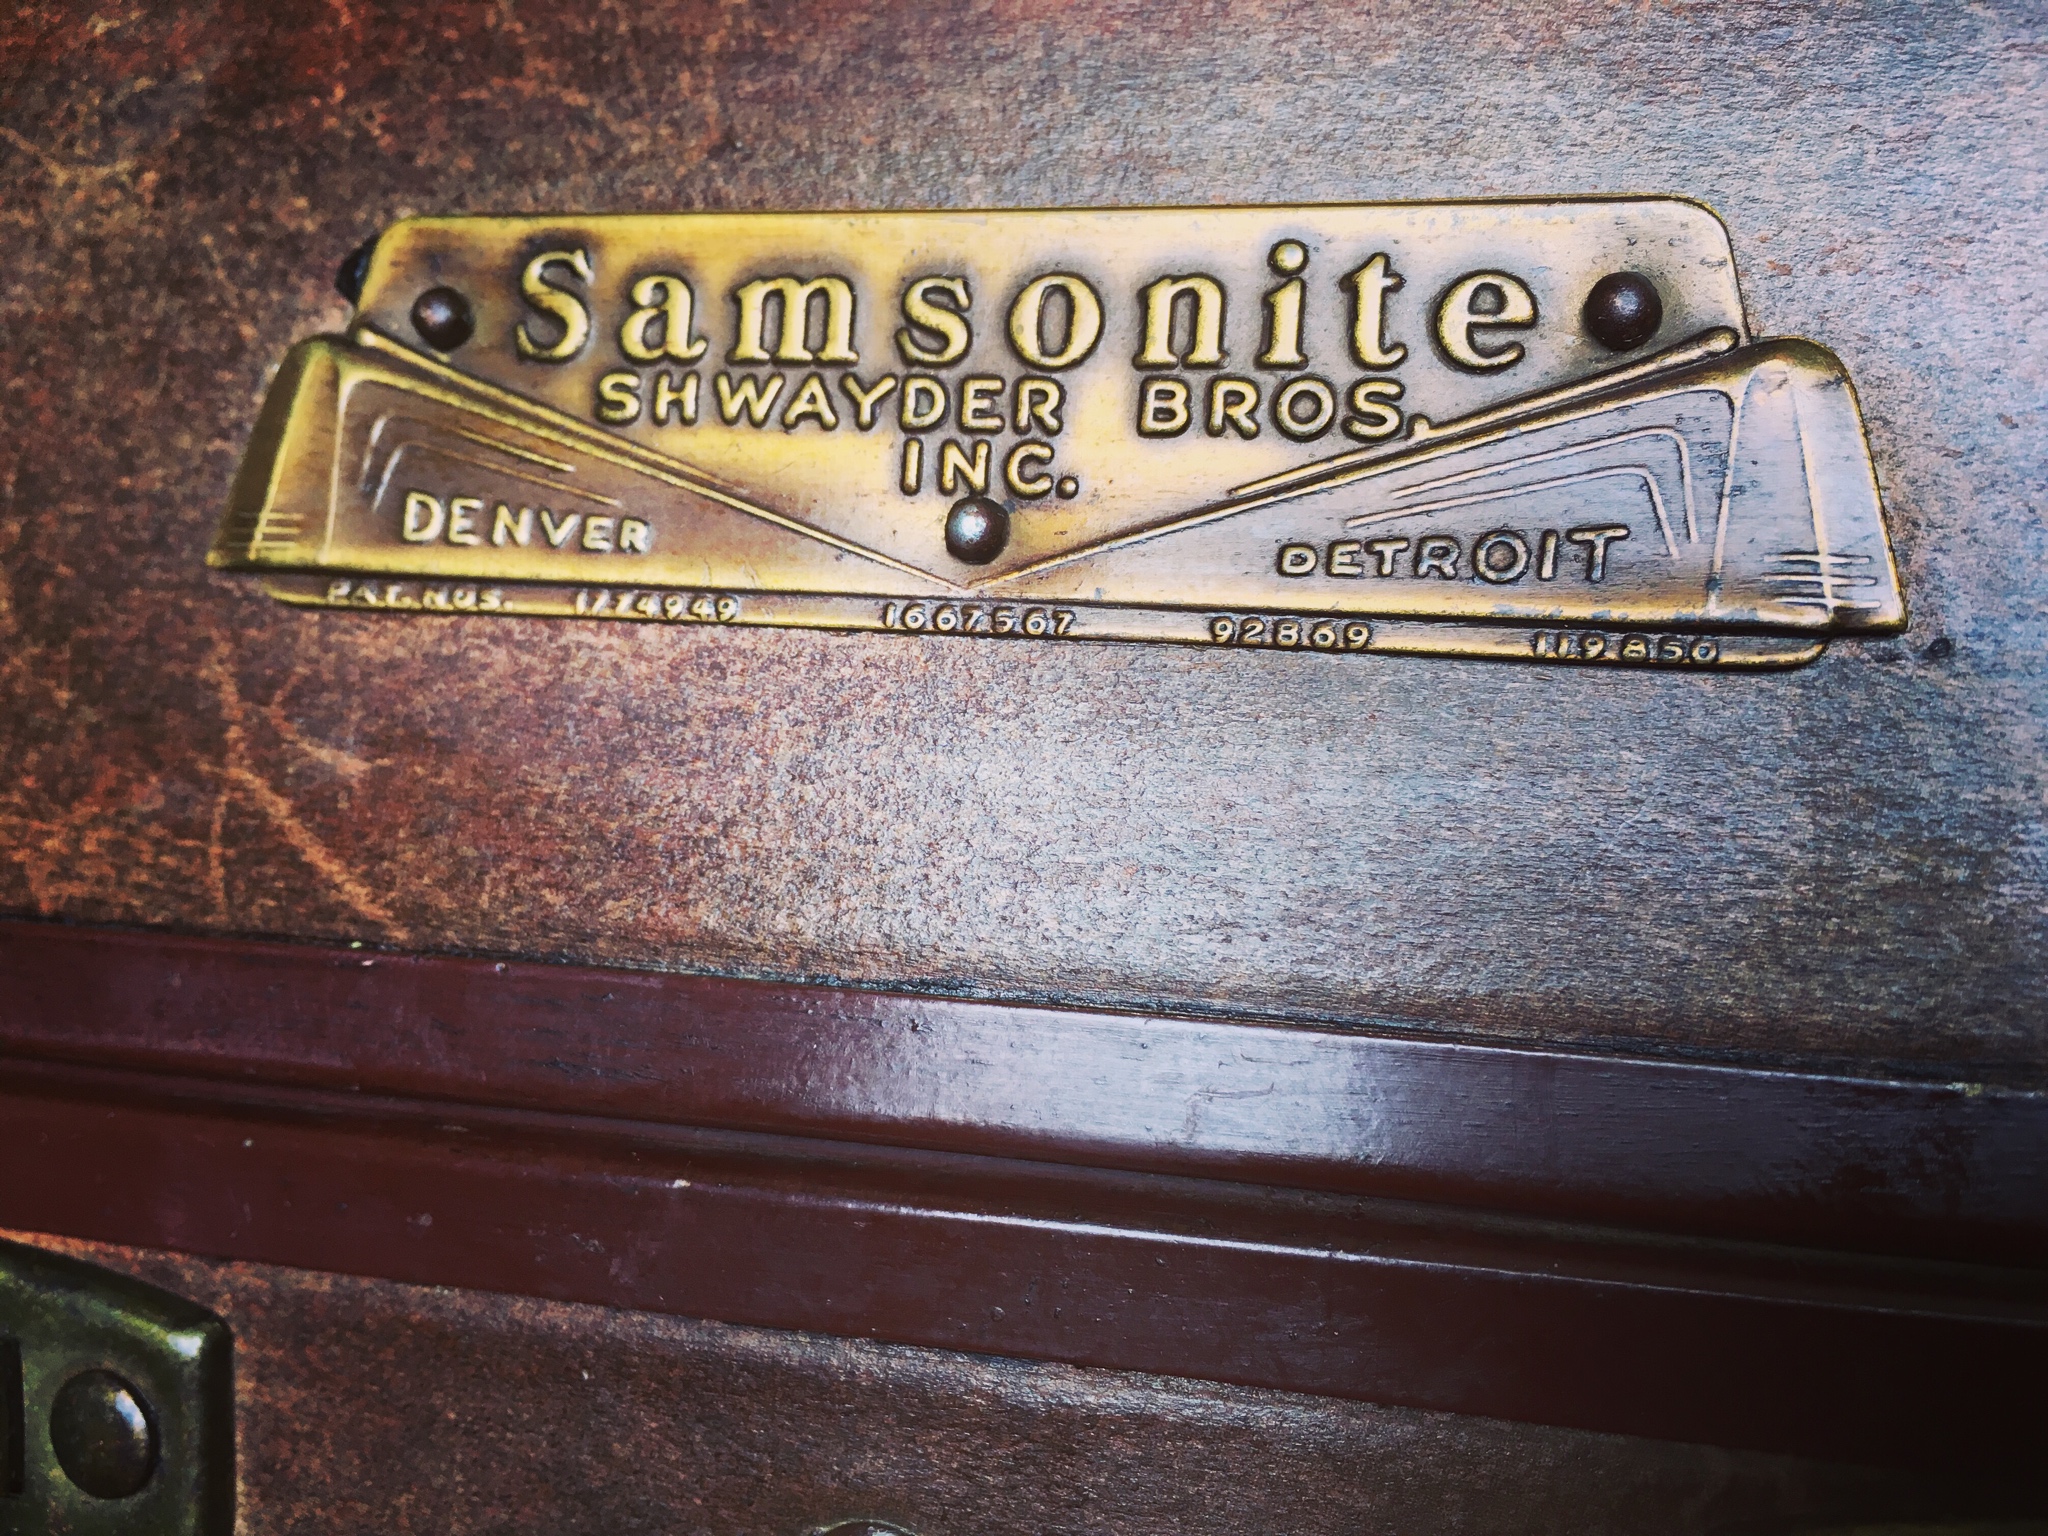 Samsonite
SHWAYDER BROS.
INC.
DENVER DETROIT
PAT. NOS. 1774949 1667567 92869 119850